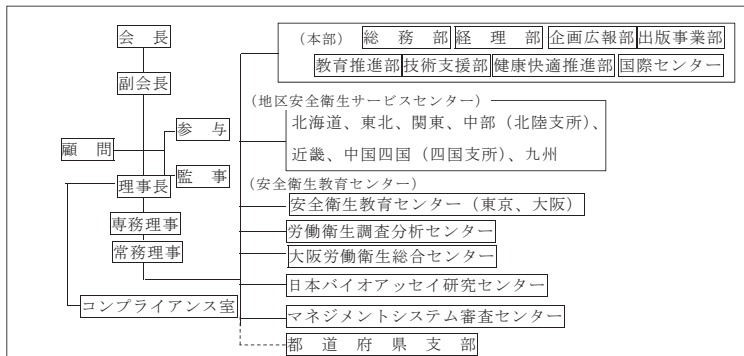 会長
副会長
参与
顧問
監事
理事長
専務理事
常務理事
コンプライアンス室
（本部） 総務部 経理部 企画広報部 出版事業部
教育推進部 技術支援部 健康快適推進部 国際センター
（地区安全衛生サービスセンター）
北海道、東北、関東、中部（北陸支所）、
近畿、中国四国（四国支所）、九州
（安全衛生教育センター）
安全衛生教育センター（東京、大阪）
労働衛生調査分析センター
大阪労働衛生総合センター
日本バイオアッセイ研究センター
マネジメントシステム審査センター
都道府県支部